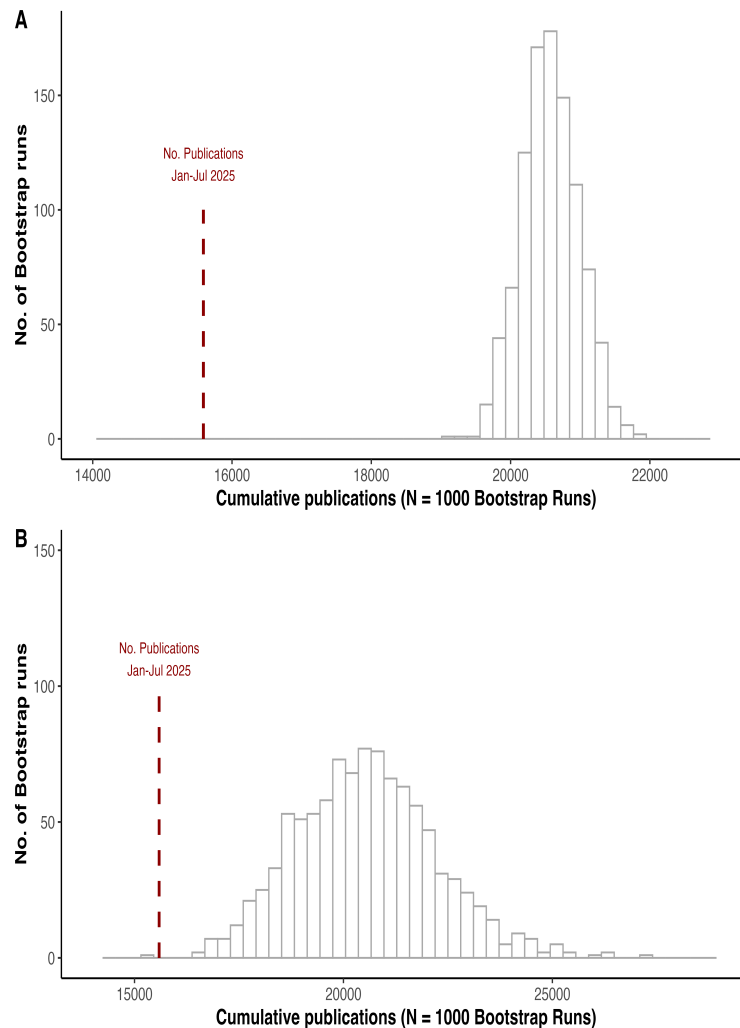 A
No. of Bootstrap runs
150
100
50
0
No. Publications
Jan-Jul 2025
14000 16000 18000 20000 22000
Cumulative publications (N = 1000 Bootstrap Runs)
B
No. of Bootstrap runs
150
100
50
0
No. Publications
Jan-Jul 2025
15000 20000 25000
Cumulative publications (N = 1000 Bootstrap Runs)